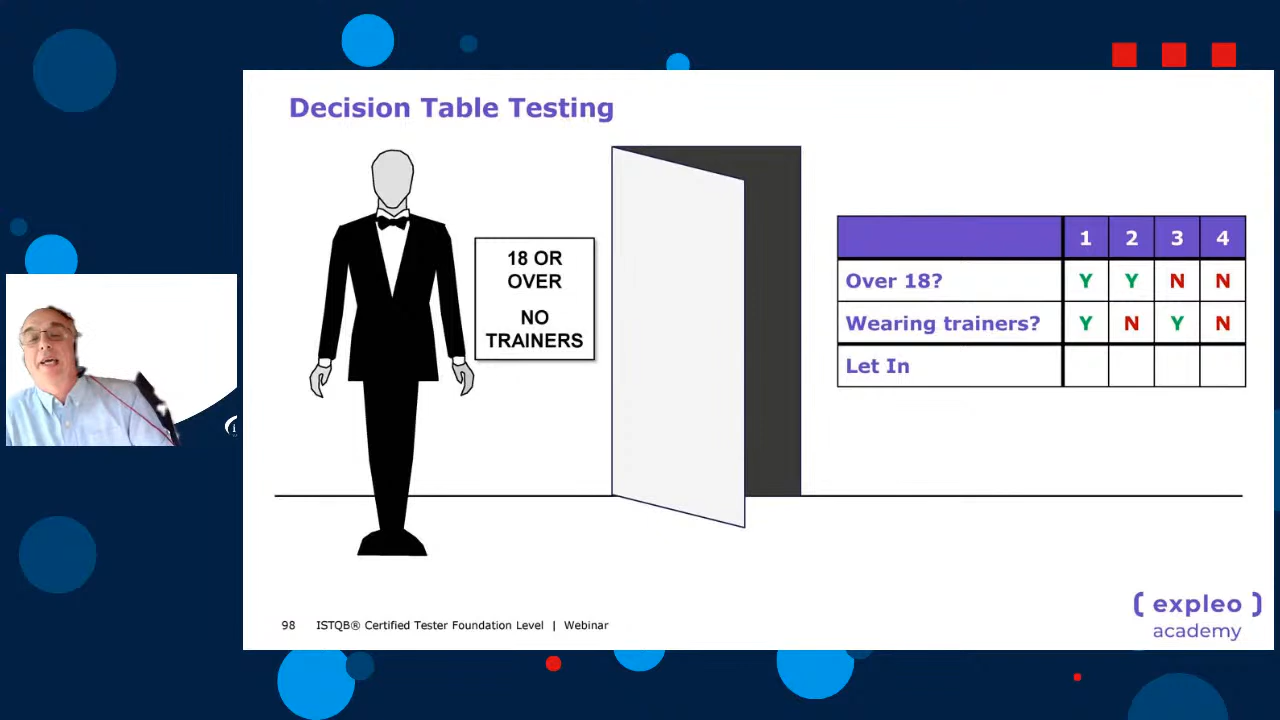 Decision Table Testing
18 OR
OVER
NO
TRAINERS
1 2 3 4
Over 18? Y Y N N
Wearing trainers? Y N Y N
Let In
98 ISTQB® Certified Tester Foundation Level | Webinar
( expleo )
academy